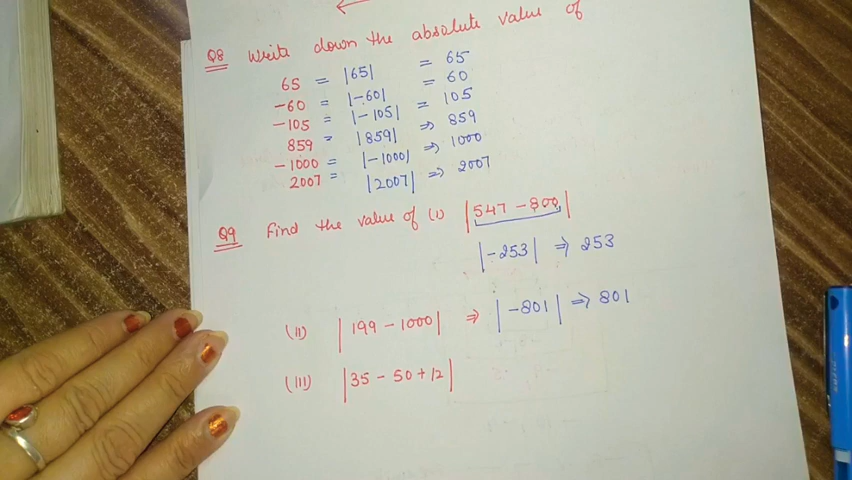 Q8 Write down the absolute value of
65 = |65| = 65
-60 = |-60| = 60
-105 = |-105| = 105
859 = |859| => 859
-1000 = |-1000| => 1000
2007 = |2007| => 2007
Q9 Find the value of (i) |547 - 800|
|-253| => 253
(II) |199 - 1000| => |-801| => 801
(III) |35 - 50 + 12|